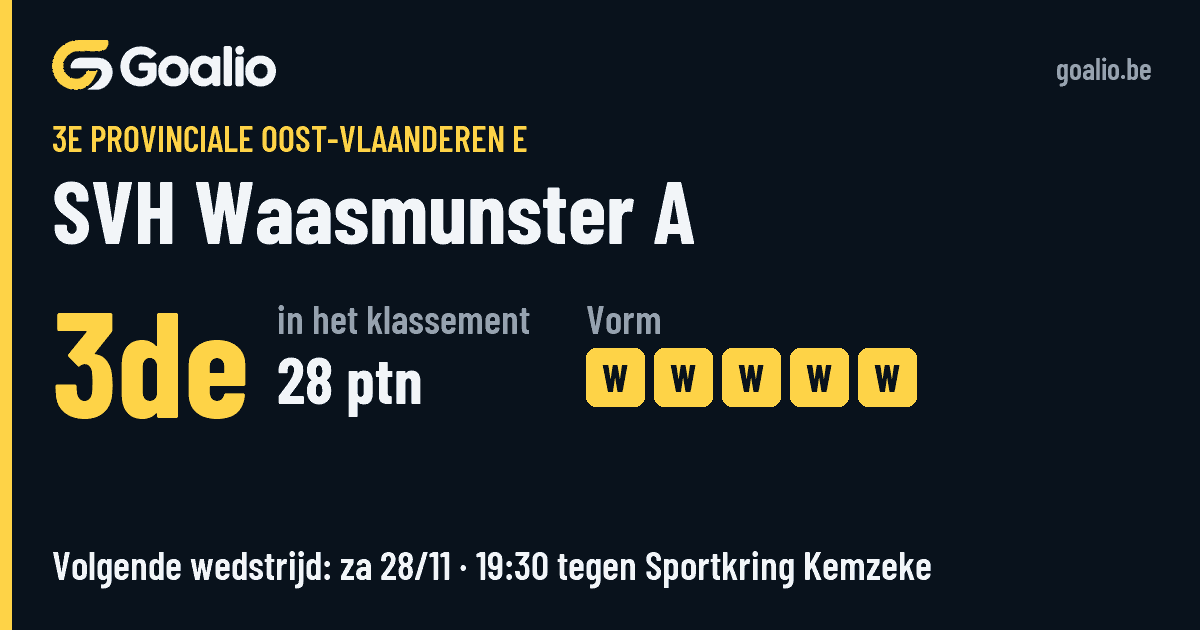 Goalio
goalio.be
3E PROVINCIALE OOST-VLAANDEREN E
SVH Waasmunster A
3de
in het klassement
28 ptn
Vorm
W W W W W
Volgende wedstrijd: za 28/11 · 19:30 tegen Sportkring Kemzeke